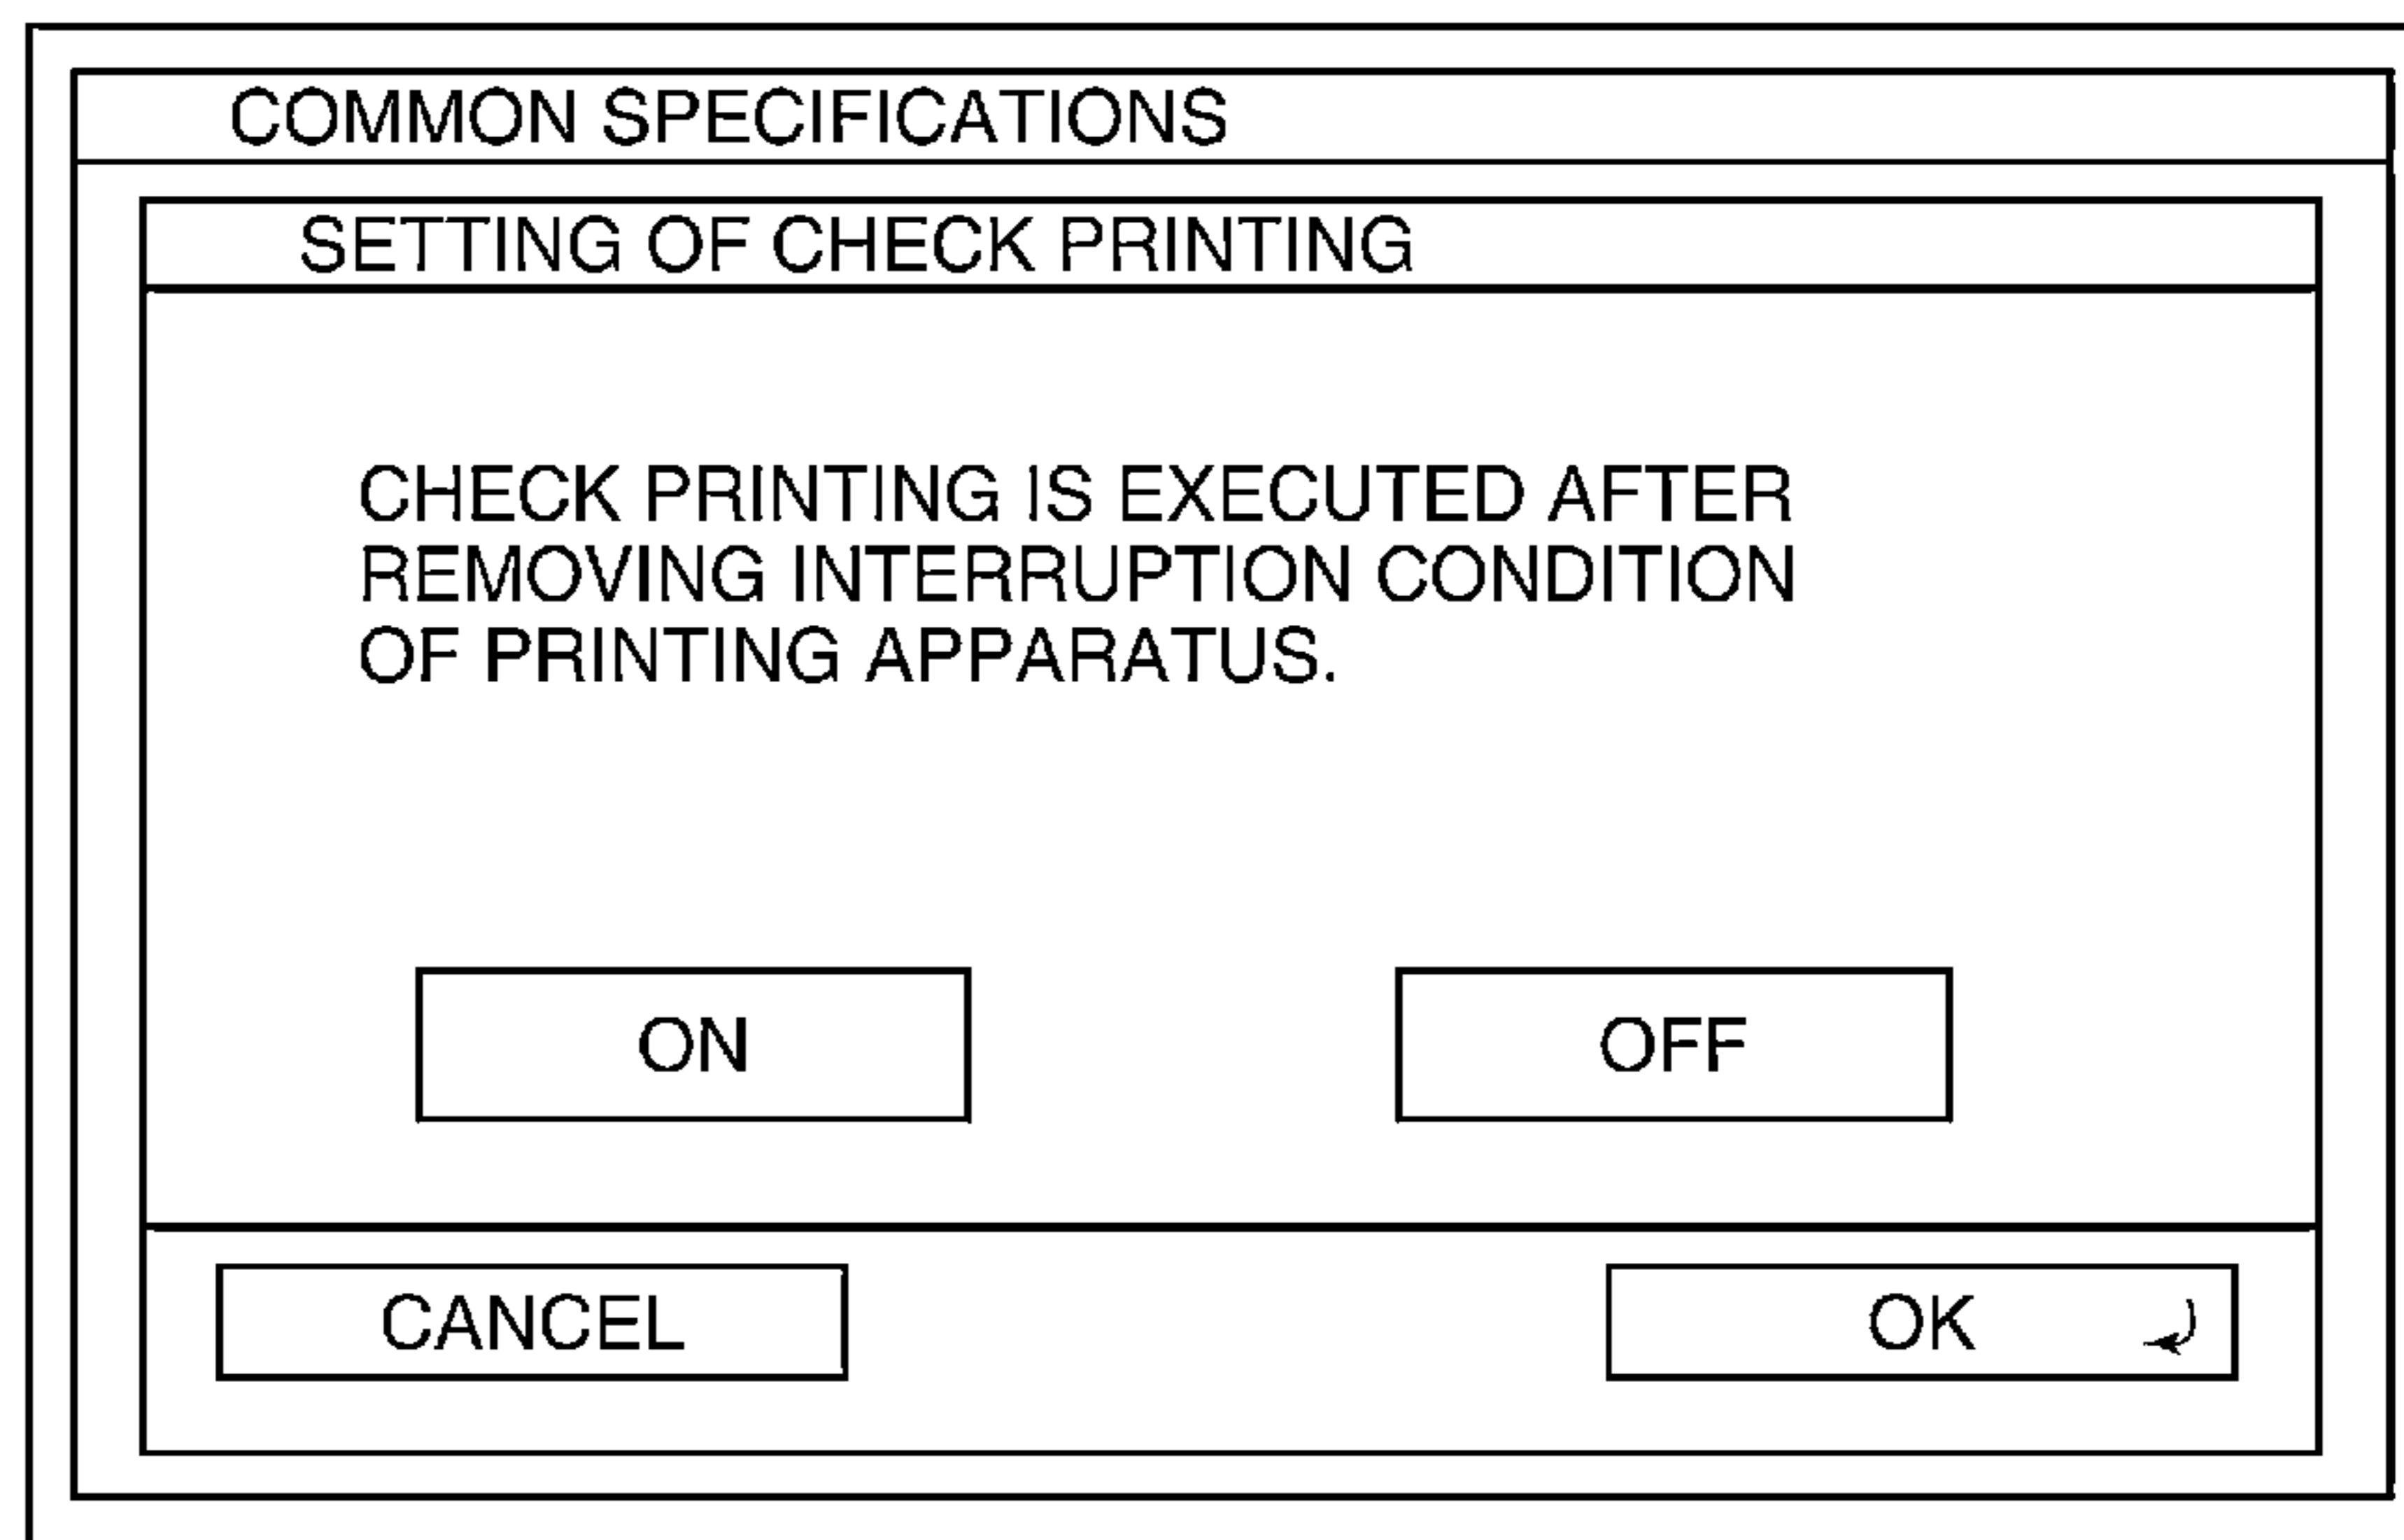 COMMON SPECIFICATIONS
SETTING OF CHECK PRINTING
CHECK PRINTING IS EXECUTED AFTER
REMOVING INTERRUPTION CONDITION
OF PRINTING APPARATUS.
ON
OFF
CANCEL
OK